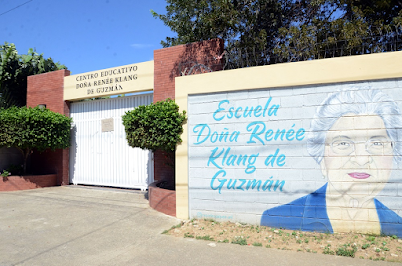 CENTRO EDUCATIVO
DOÑA RENÉE KLANG
DE GUZMÁN
Escuela
Doña Renée
Klang de
Guzmán